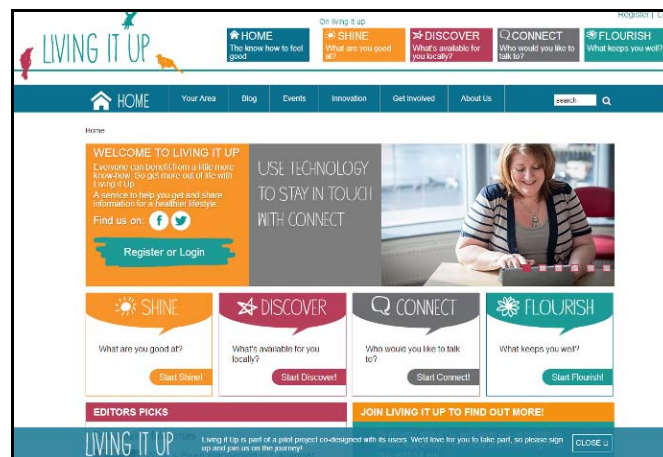 Register |
On living it up
LIVING IT UP
HOME
The know how to feel good
SHINE
What are you good at?
DISCOVER
What's available for you locally?
CONNECT
Who would you like to talk to?
FLOURISH
What keeps you well?
HOME Your Area Blog Events Innovation Get Involved About Us search
Home
WELCOME TO LIVING IT UP
Everyone can benefit from a little more
know-how. So get more out of life with
Living it Up.
A service to help you get and share
information for a healthier lifestyle.
Find us on:
Register or Login
USE TECHNOLOGY
TO STAY IN TOUCH
WITH CONNECT
SHINE
What are you good at?
Start Shine!
DISCOVER
What's available for you
locally?
Start Discover!
CONNECT
Who would you like to talk
to?
Start Connect!
FLOURISH
What keeps you well?
Start Flourish!
EDITORS PICKS
JOIN LIVING IT UP TO FIND OUT MORE!
LIVING IT UP
Living it Up is part of a pilot project co-designed with its users. We'd love for you to take part, so please sign
up and join us on the journey!
CLOSE